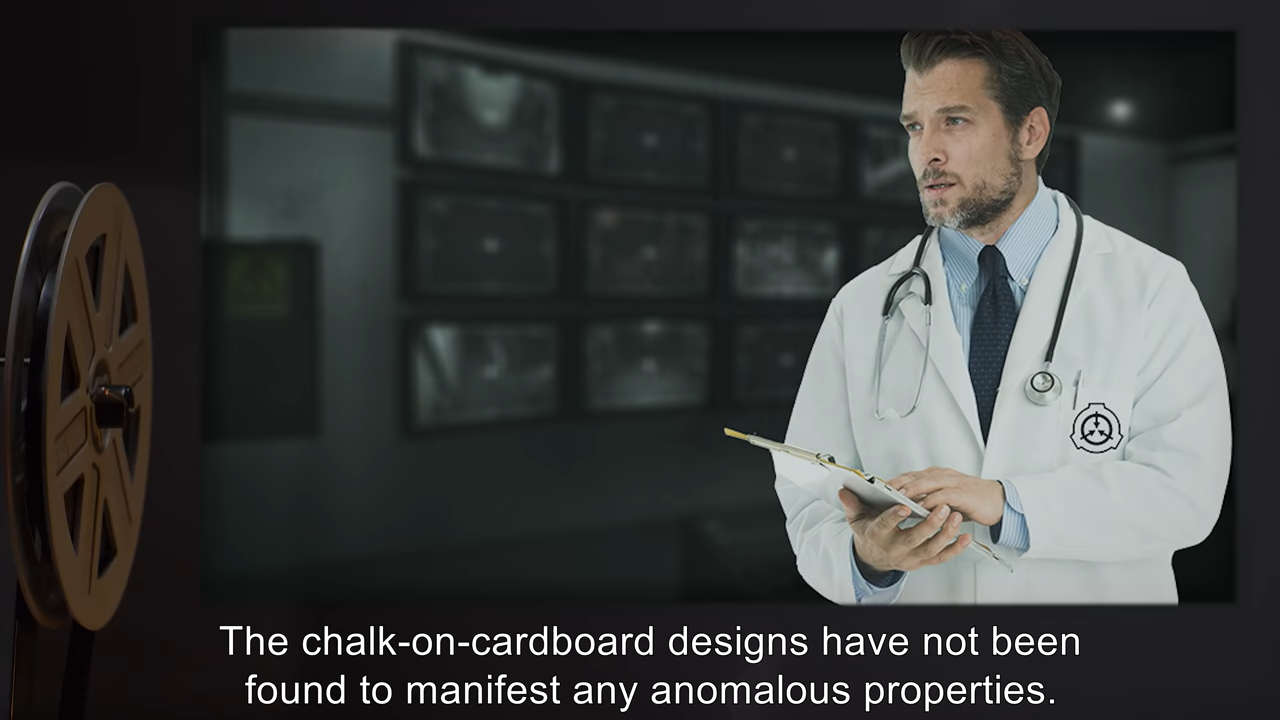 The chalk-on-cardboard designs have not been
found to manifest any anomalous properties.